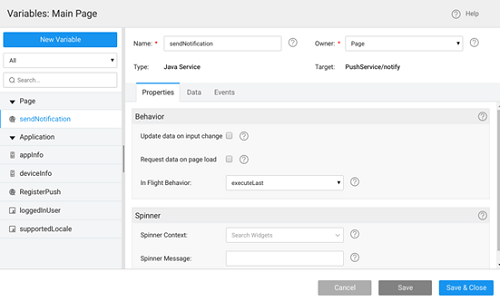 Variables: Main Page
Help
New Variable
All
Search...
Page
sendNotification
Application
appInfo
deviceInfo
RegisterPush
loggedInUser
supportedLocale
Name: * sendNotification Owner: * Page
Type: Java Service Target: PushService/notify
Properties Data Events
Behavior
Update data on input change
Request data on page load
In Flight Behavior: executeLast
Spinner
Spinner Context: Search Widgets
Spinner Message:
Cancel Save Save & Close